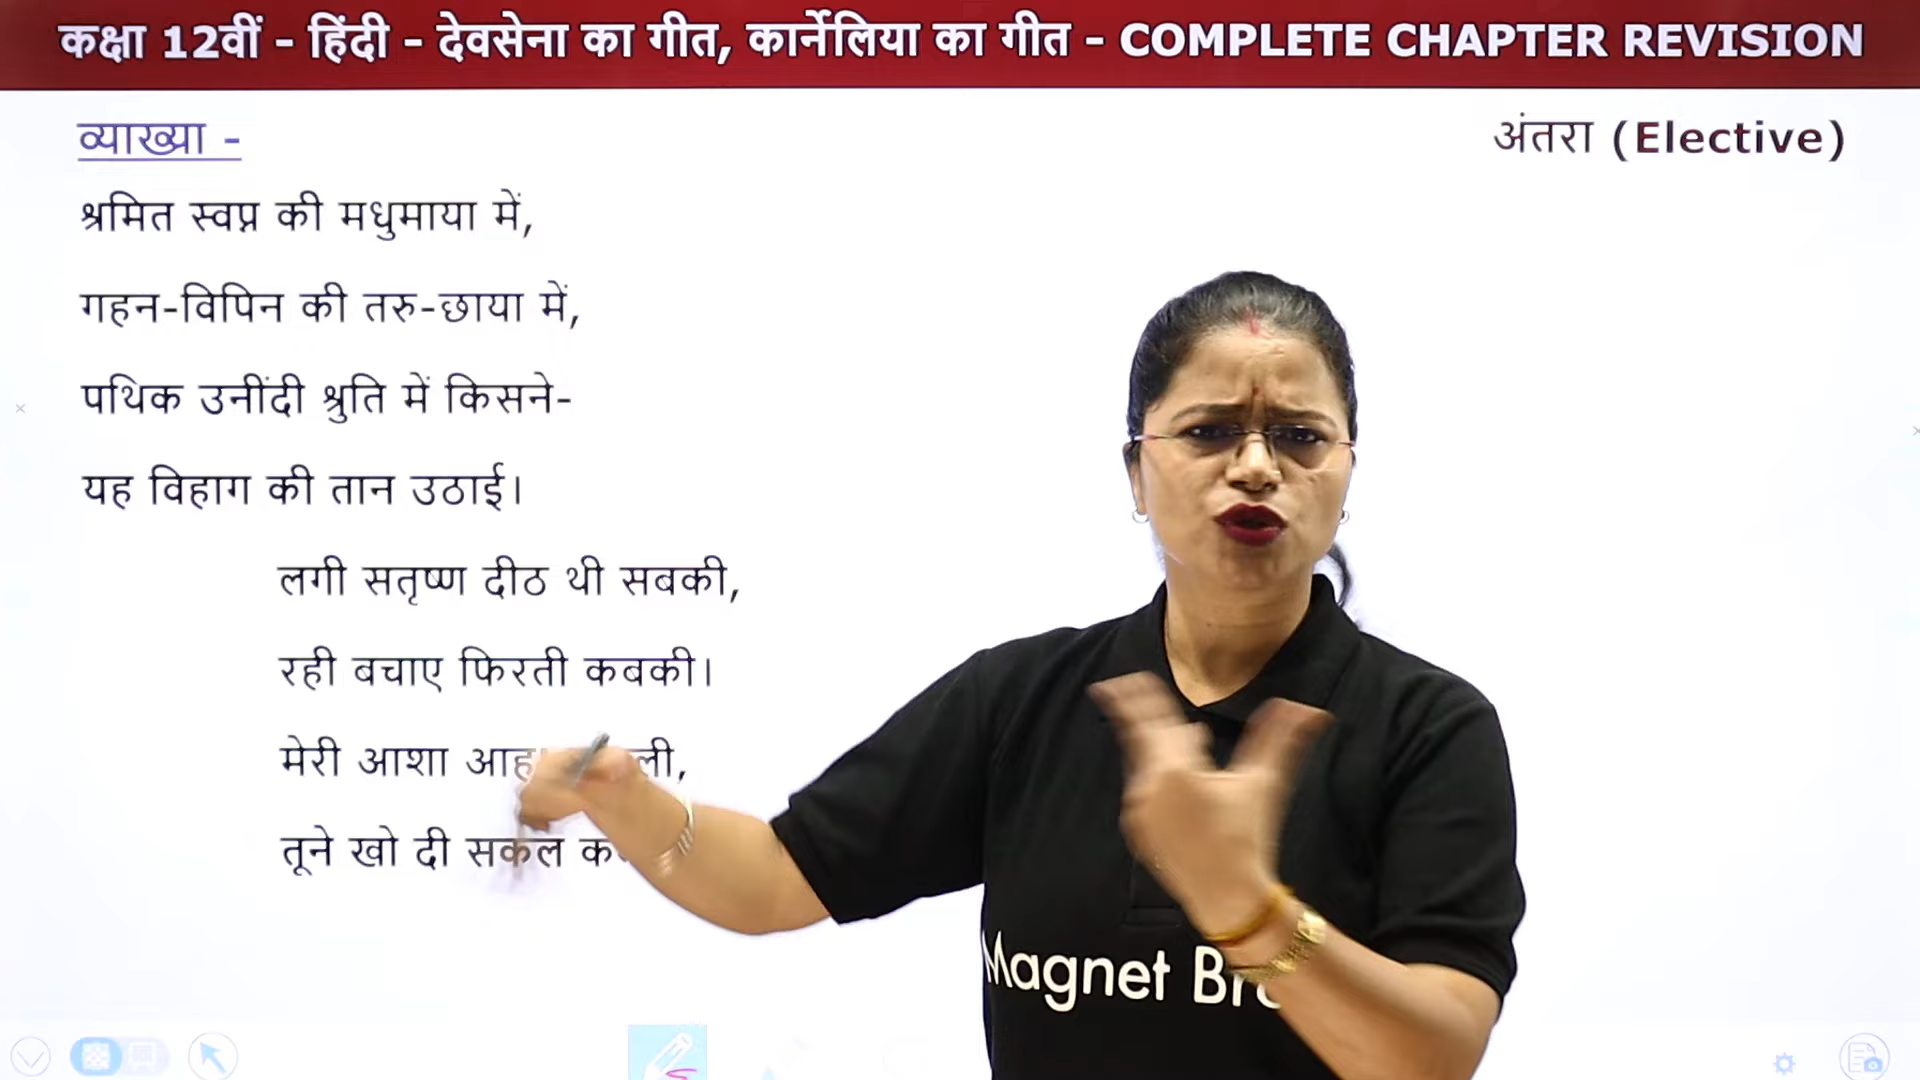 कक्षा 12वीं - हिंदी - देवसेना का गीत, कार्नेलिया का गीत - COMPLETE CHAPTER REVISION
व्याख्या -
अंतरा (Elective)
श्रमित स्वप्न की मधुमाया में,
गहन-विपिन की तरु-छाया में,
पथिक उनींदी श्रुति में किसने-
यह विहाग की तान उठाई।
लगी सतृष्ण दीठ थी सबकी,
रही बचाए फिरती कबकी।
मेरी आशा
तूने खो दी सकल
Magnet